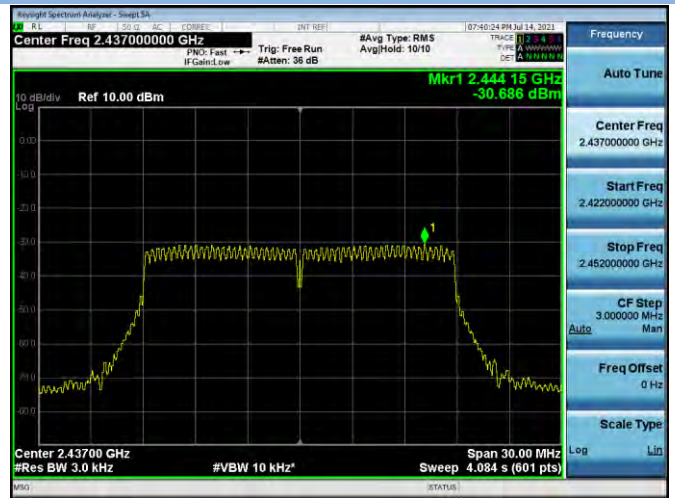 Keysight Spectrum Analyzer - Swept SA
RL RF 50 Ω AC CORREC INT REF 07:40:24 PM Jul 14, 2021
Center Freq 2.437000000 GHz
PNO: Fast
IFGain:Low
Trig: Free Run
#Atten: 36 dB
#Avg Type: RMS
Avg|Hold: 10/10
TRACE 1 2 3 4 5 6
TYPE A WWWWW
DET A N N N N N
Mkr1 2.444 15 GHz
-30.686 dBm
10 dB/div Ref 10.00 dBm
Log
0.00
-10.0
-20.0
-30.0
-40.0
-50.0
-60.0
-70.0
-80.0
1
Center 2.43700 GHz
Span 30.00 MHz
#Res BW 3.0 kHz
#VBW 10 kHz*
Sweep 4.084 s (601 pts)
MSG
STATUS
Frequency
Auto Tune
Center Freq
2.437000000 GHz
Start Freq
2.422000000 GHz
Stop Freq
2.452000000 GHz
CF Step
3.000000 MHz
Auto Man
Freq Offset
0 Hz
Scale Type
Log Lin